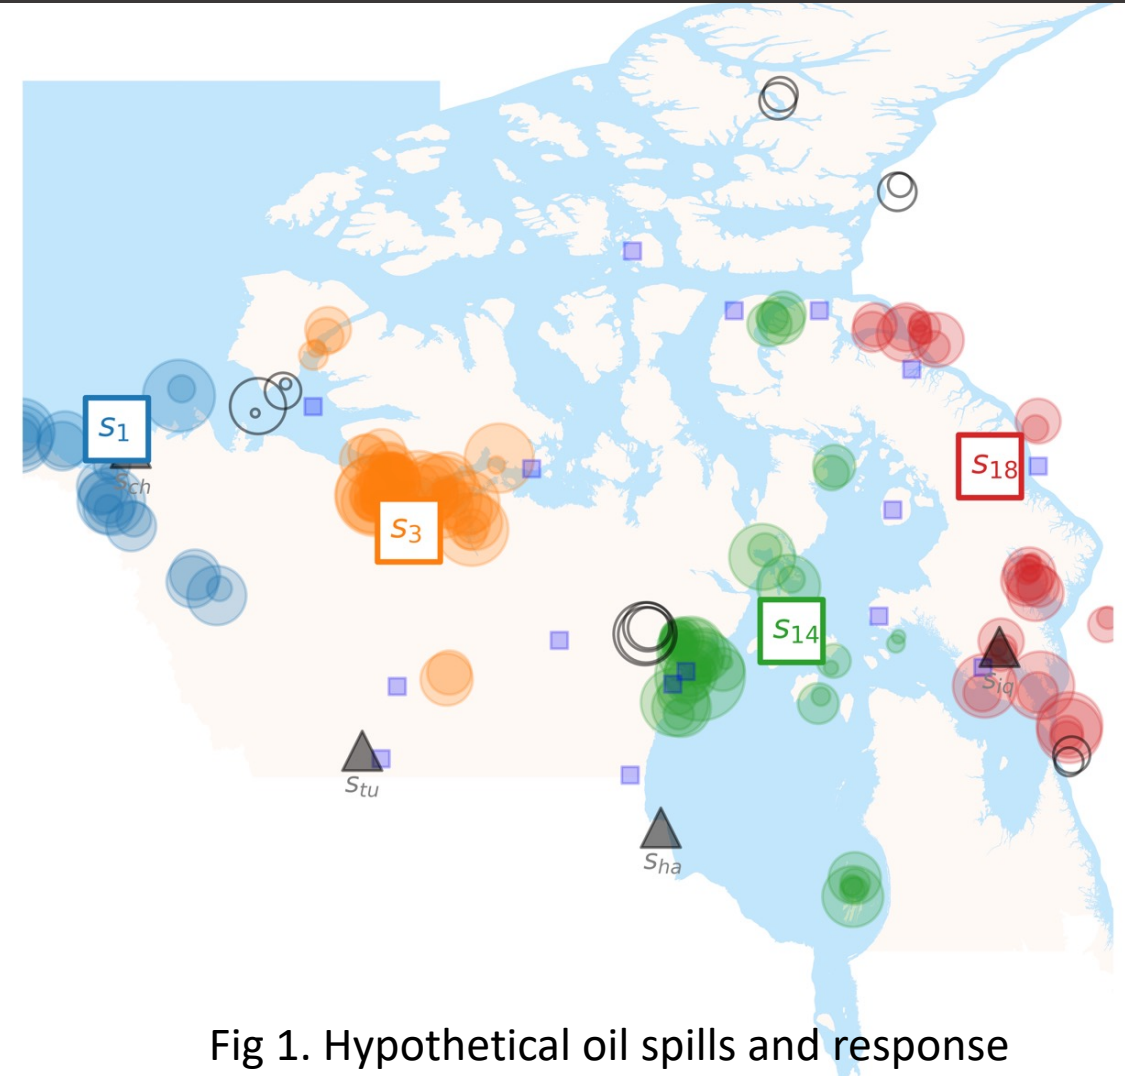 s1
sch
s3
s18
s14
siq
stu
sha
Fig 1. Hypothetical oil spills and response